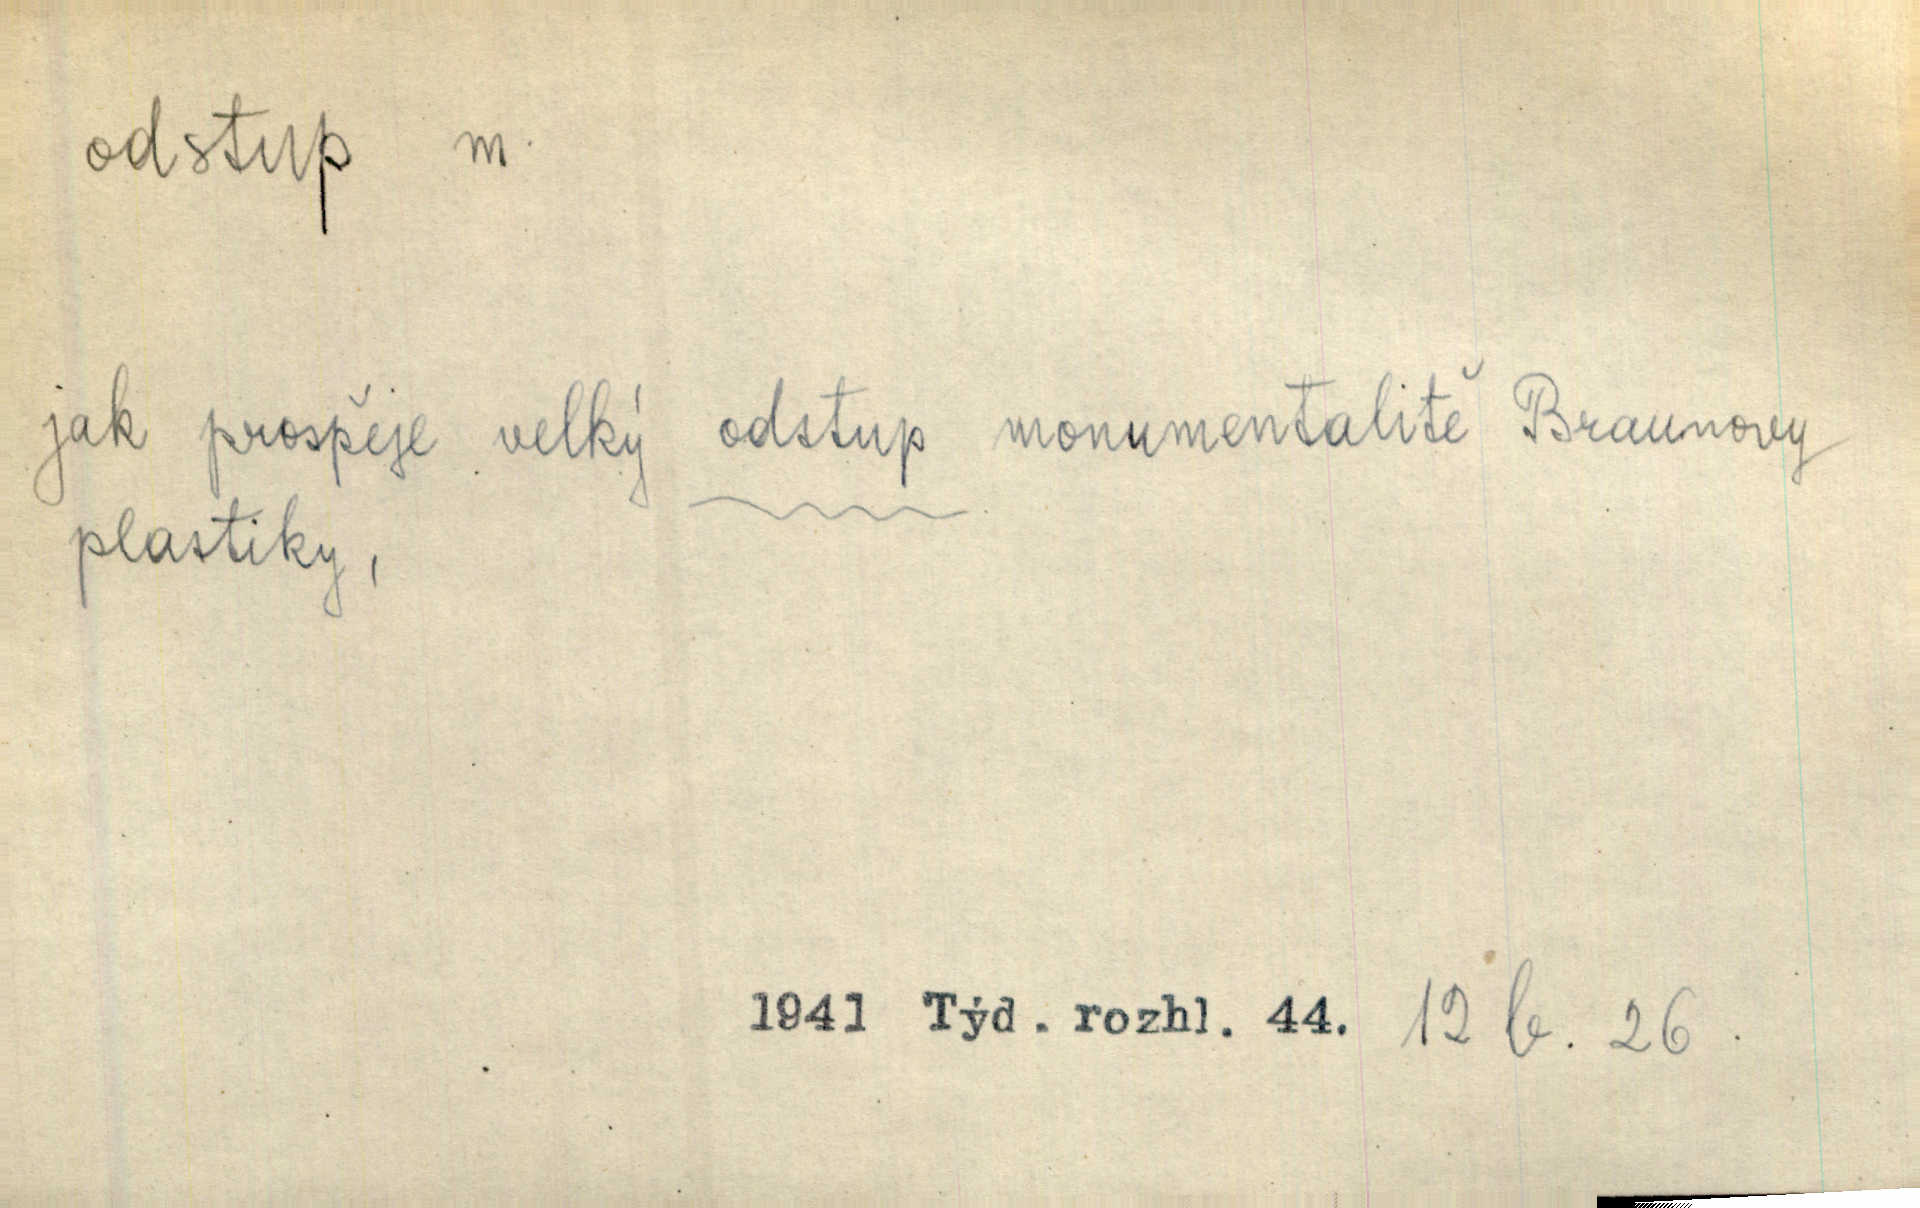 odstup m.
jak prospěje velký odstup monumentalitě Braunovy
plastiky,
1941 Týd. rozhl. 44. 12 b. 26.